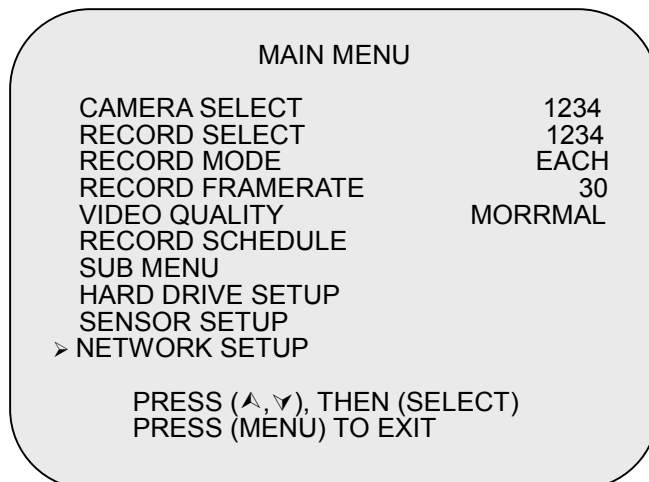 MAIN MENU
CAMERA SELECT 1234
RECORD SELECT 1234
RECORD MODE EACH
RECORD FRAMERATE 30
VIDEO QUALITY MORRMAL
RECORD SCHEDULE
SUB MENU
HARD DRIVE SETUP
SENSOR SETUP
➢ NETWORK SETUP
PRESS (⮝,⮟), THEN (SELECT)
PRESS (MENU) TO EXIT